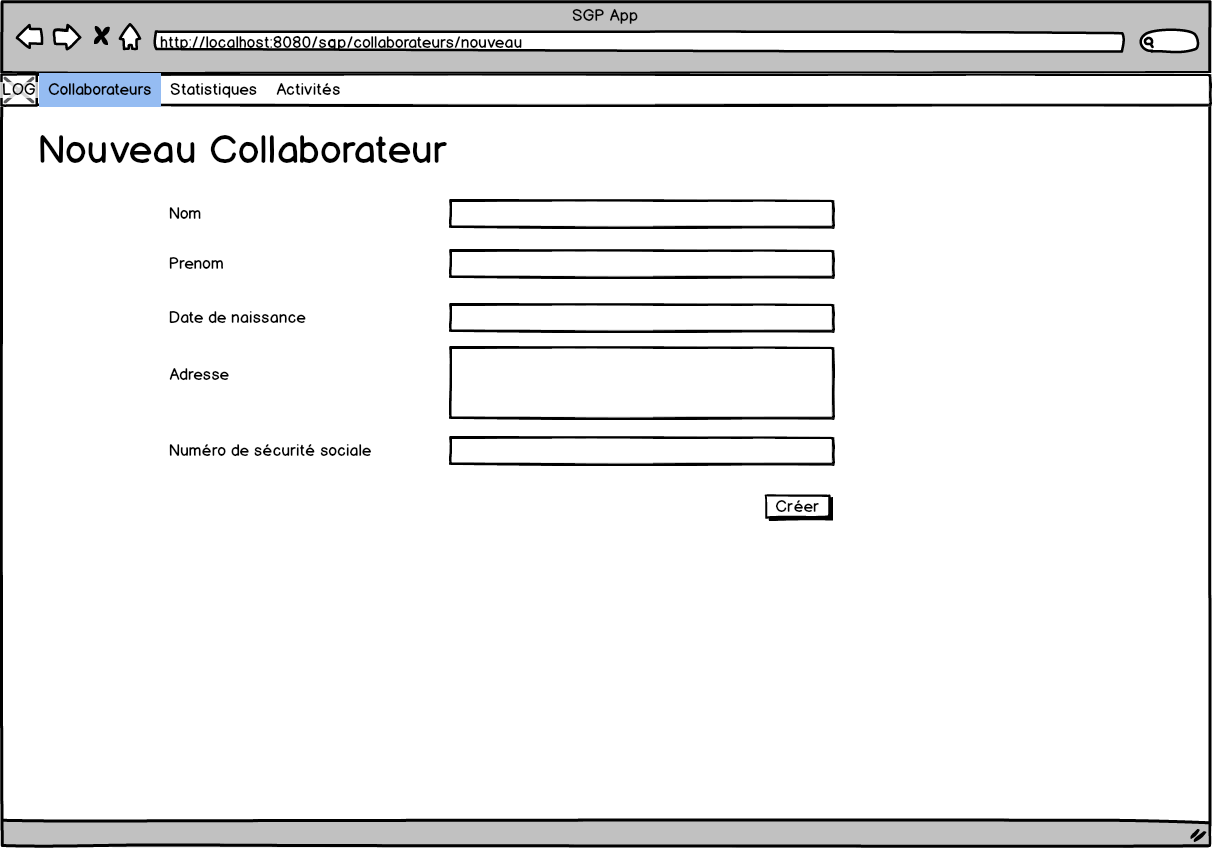 SGP App
http://localhost:8080/sgp/collaborateurs/nouveau
LOG Collaborateurs Statistiques Activités
Nouveau Collaborateur
Nom
Prenom
Date de naissance
Adresse
Numéro de sécurité sociale
Créer